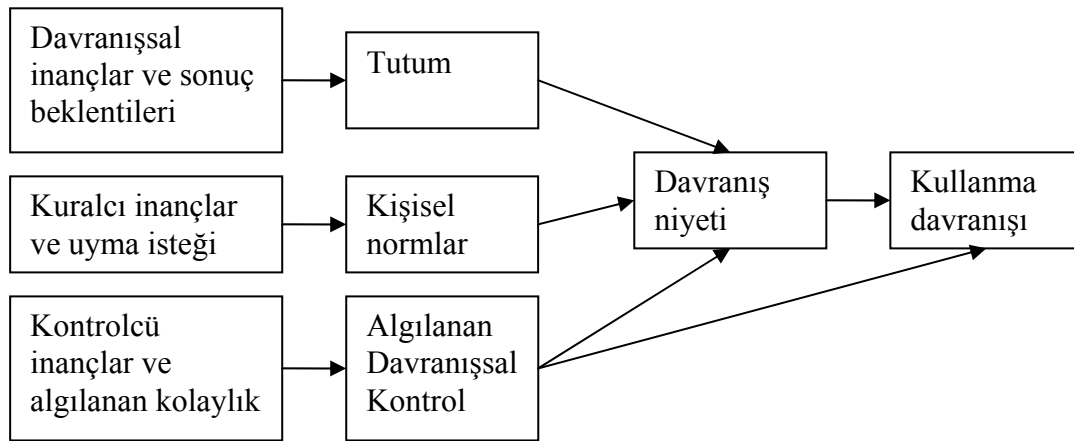 Davranışsal
inançlar ve sonuç
beklentileri
Tutum
Kuralcı inançlar
ve uyma isteği
Kişisel
normlar
Kontrolcü
inançlar ve
algılanan kolaylık
Algılanan
Davranışsal
Kontrol
Davranış
niyeti
Kullanma
davranışı